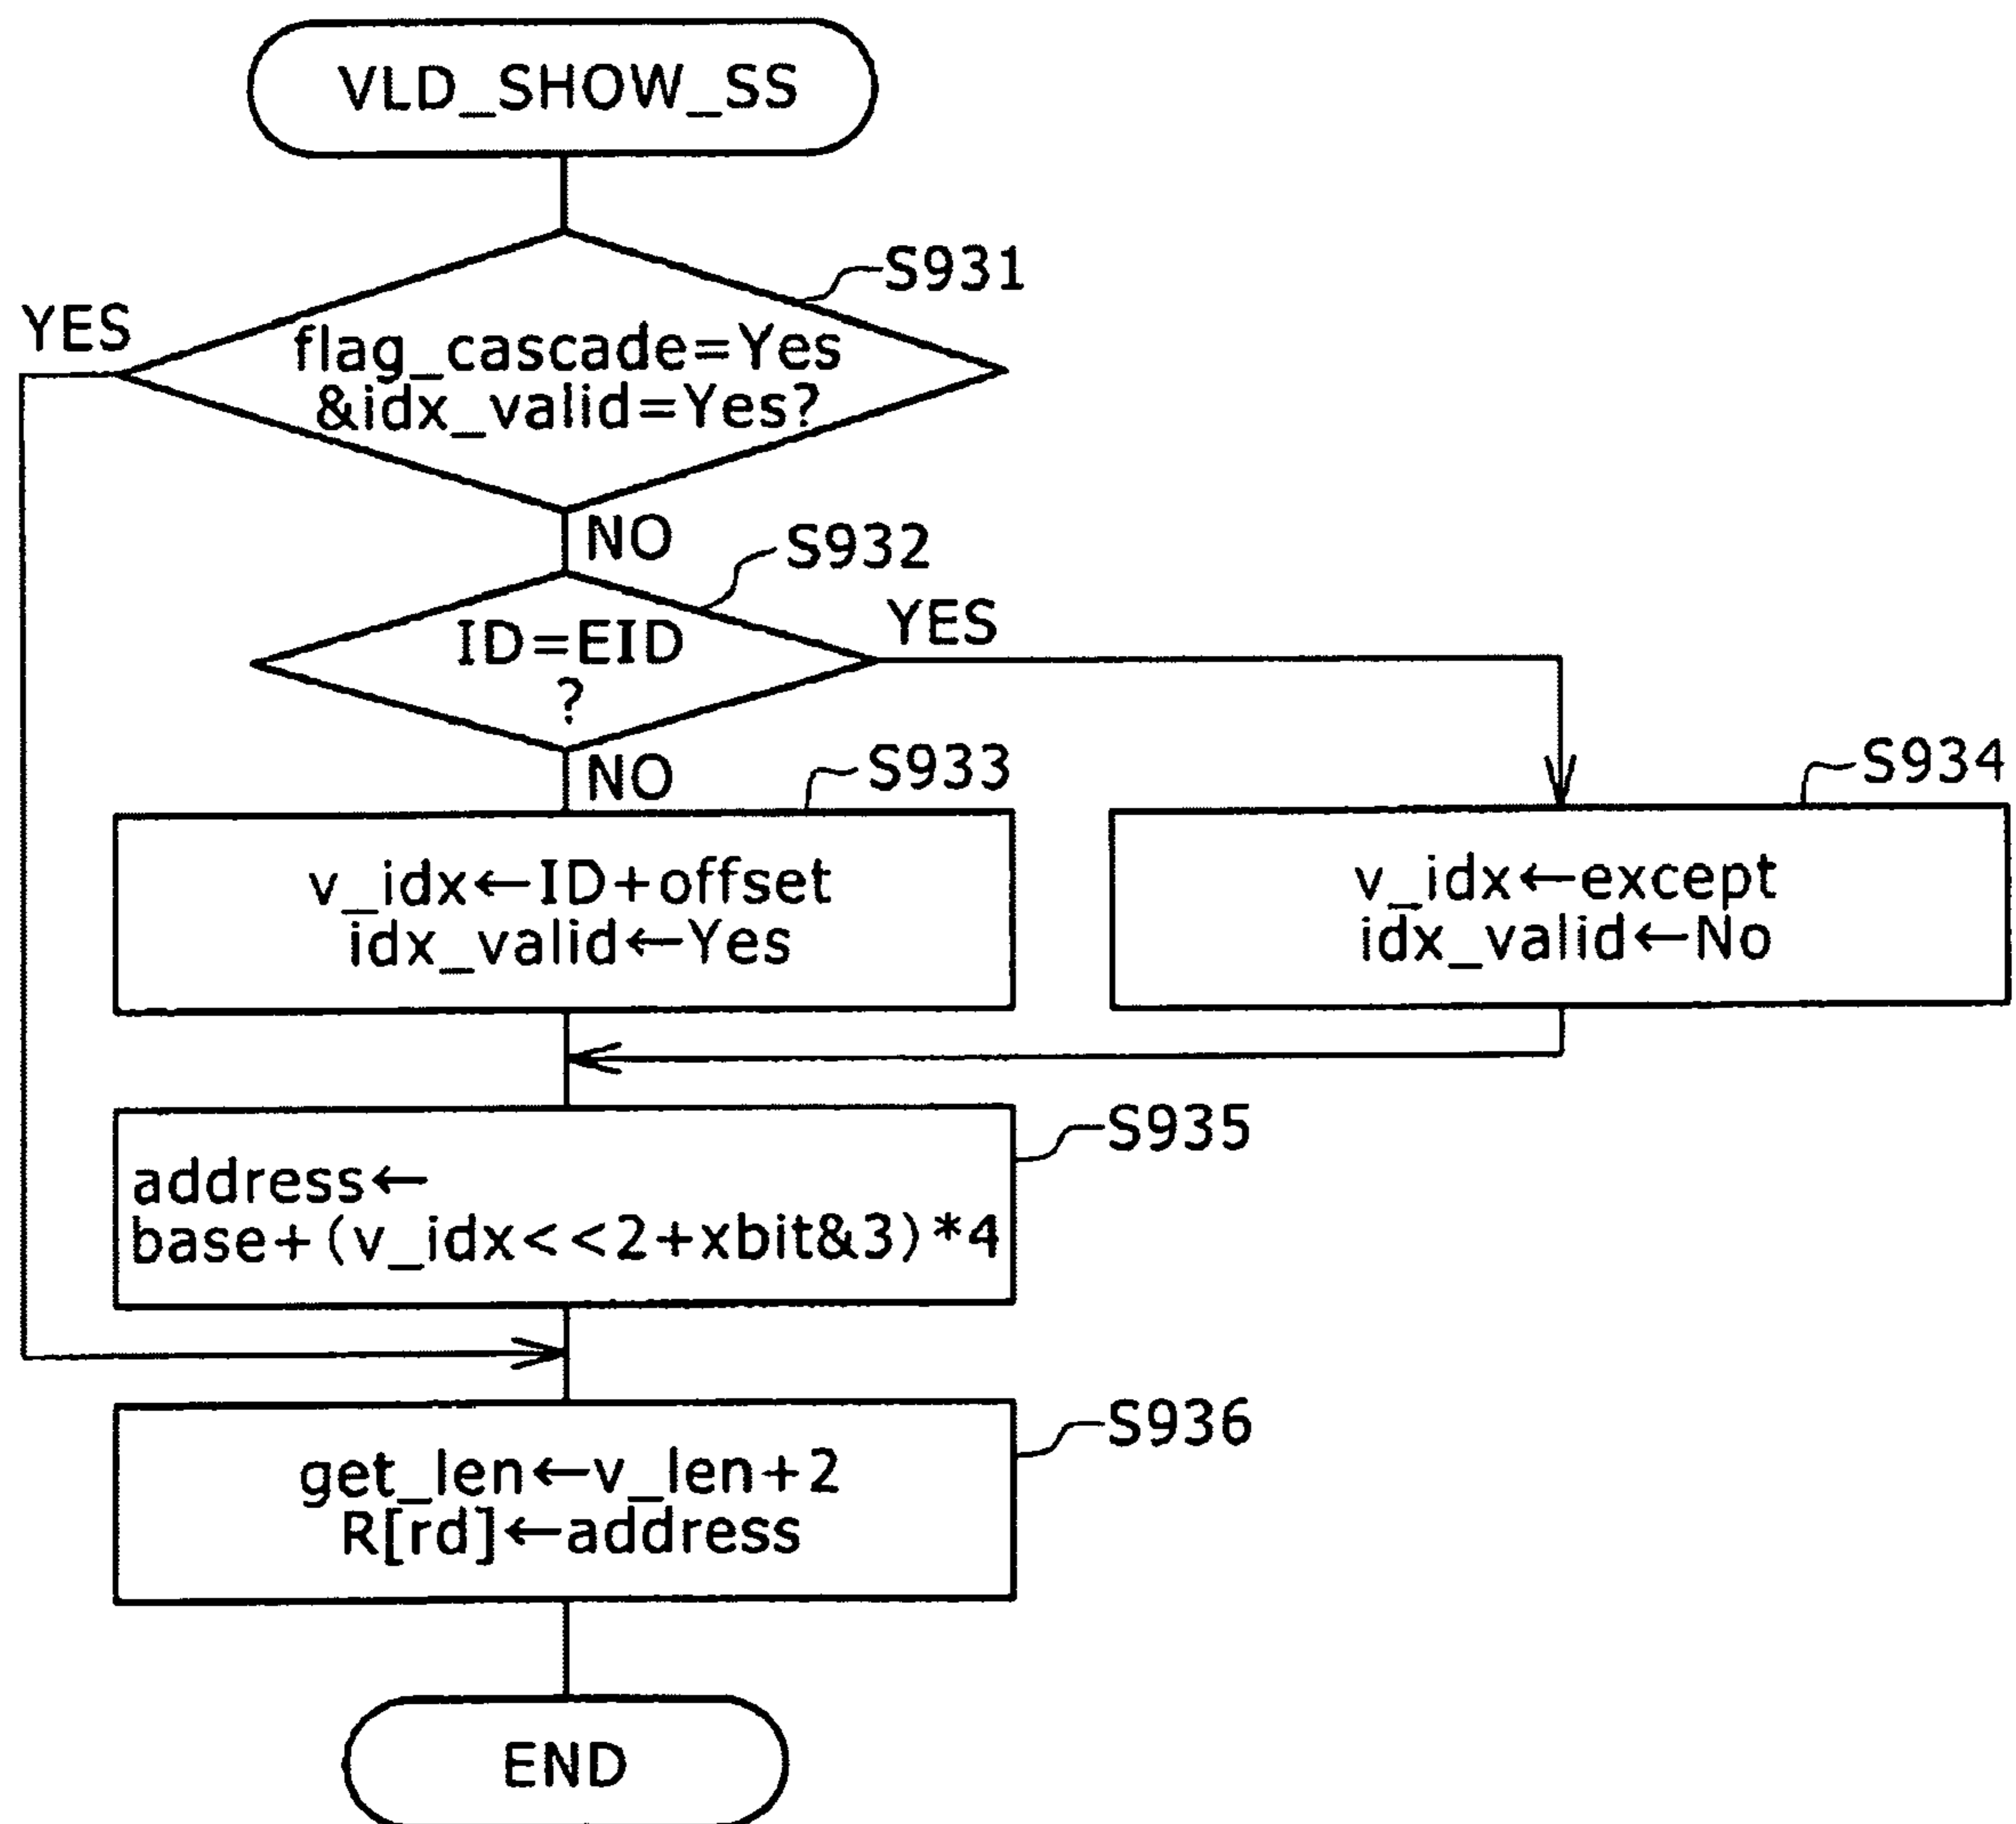 VLD_SHOW_SS
S931
YES
flag_cascade=Yes
&idx_valid=Yes?
NO
S932
YES
ID=EID
?
NO
S933
S934
v_idx←ID+offset
idx_valid←Yes
v_idx←except
idx_valid←No
S935
address←
base+(v_idx<<2+xbit&3)*4
S936
get_len←v_len+2
R[rd]←address
END